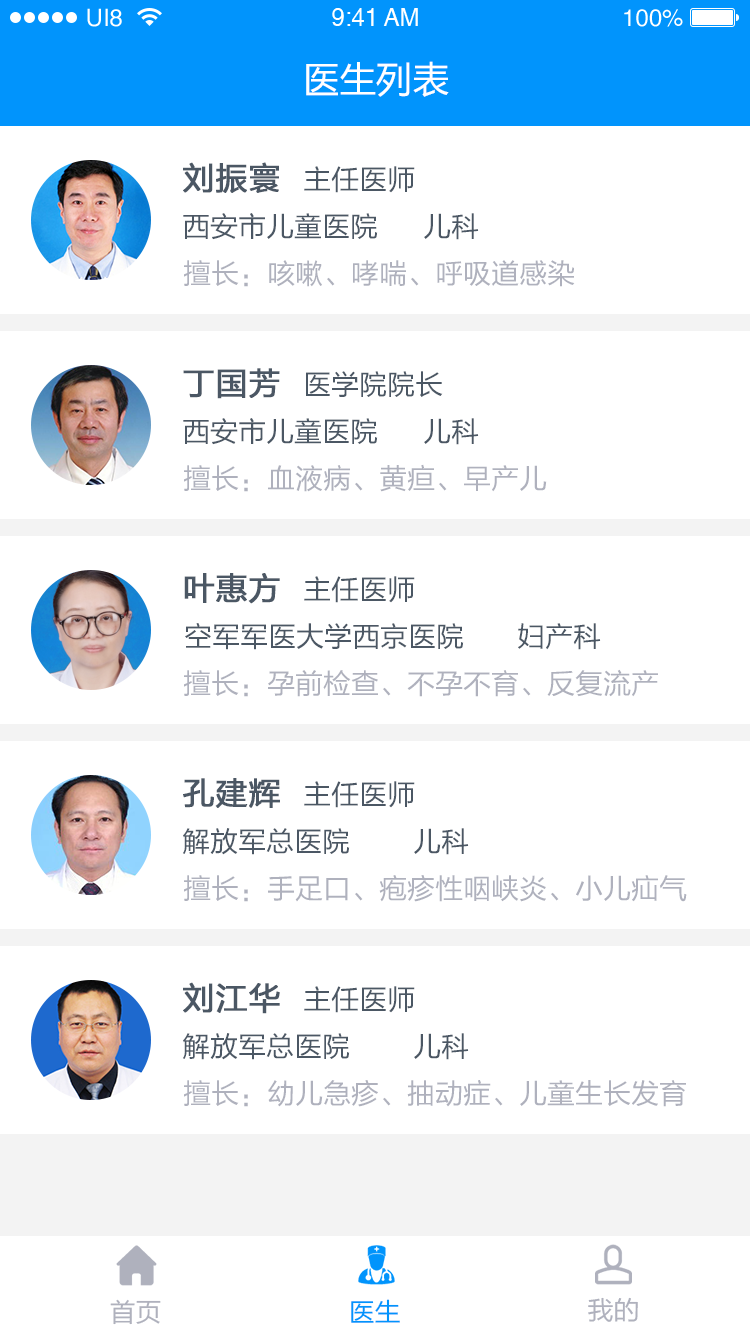 UI8 9:41 AM 100%
医生列表
刘振寰 主任医师
西安市儿童医院 儿科
擅长：咳嗽、哮喘、呼吸道感染
丁国芳 医学院院长
西安市儿童医院 儿科
擅长：血液病、黄疸、早产儿
叶惠方 主任医师
空军军医大学西京医院 妇产科
擅长：孕前检查、不孕不育、反复流产
孔建辉 主任医师
解放军总医院 儿科
擅长：手足口、疱疹性咽峡炎、小儿疝气
刘江华 主任医师
解放军总医院 儿科
擅长：幼儿急疹、抽动症、儿童生长发育
首页 医生 我的